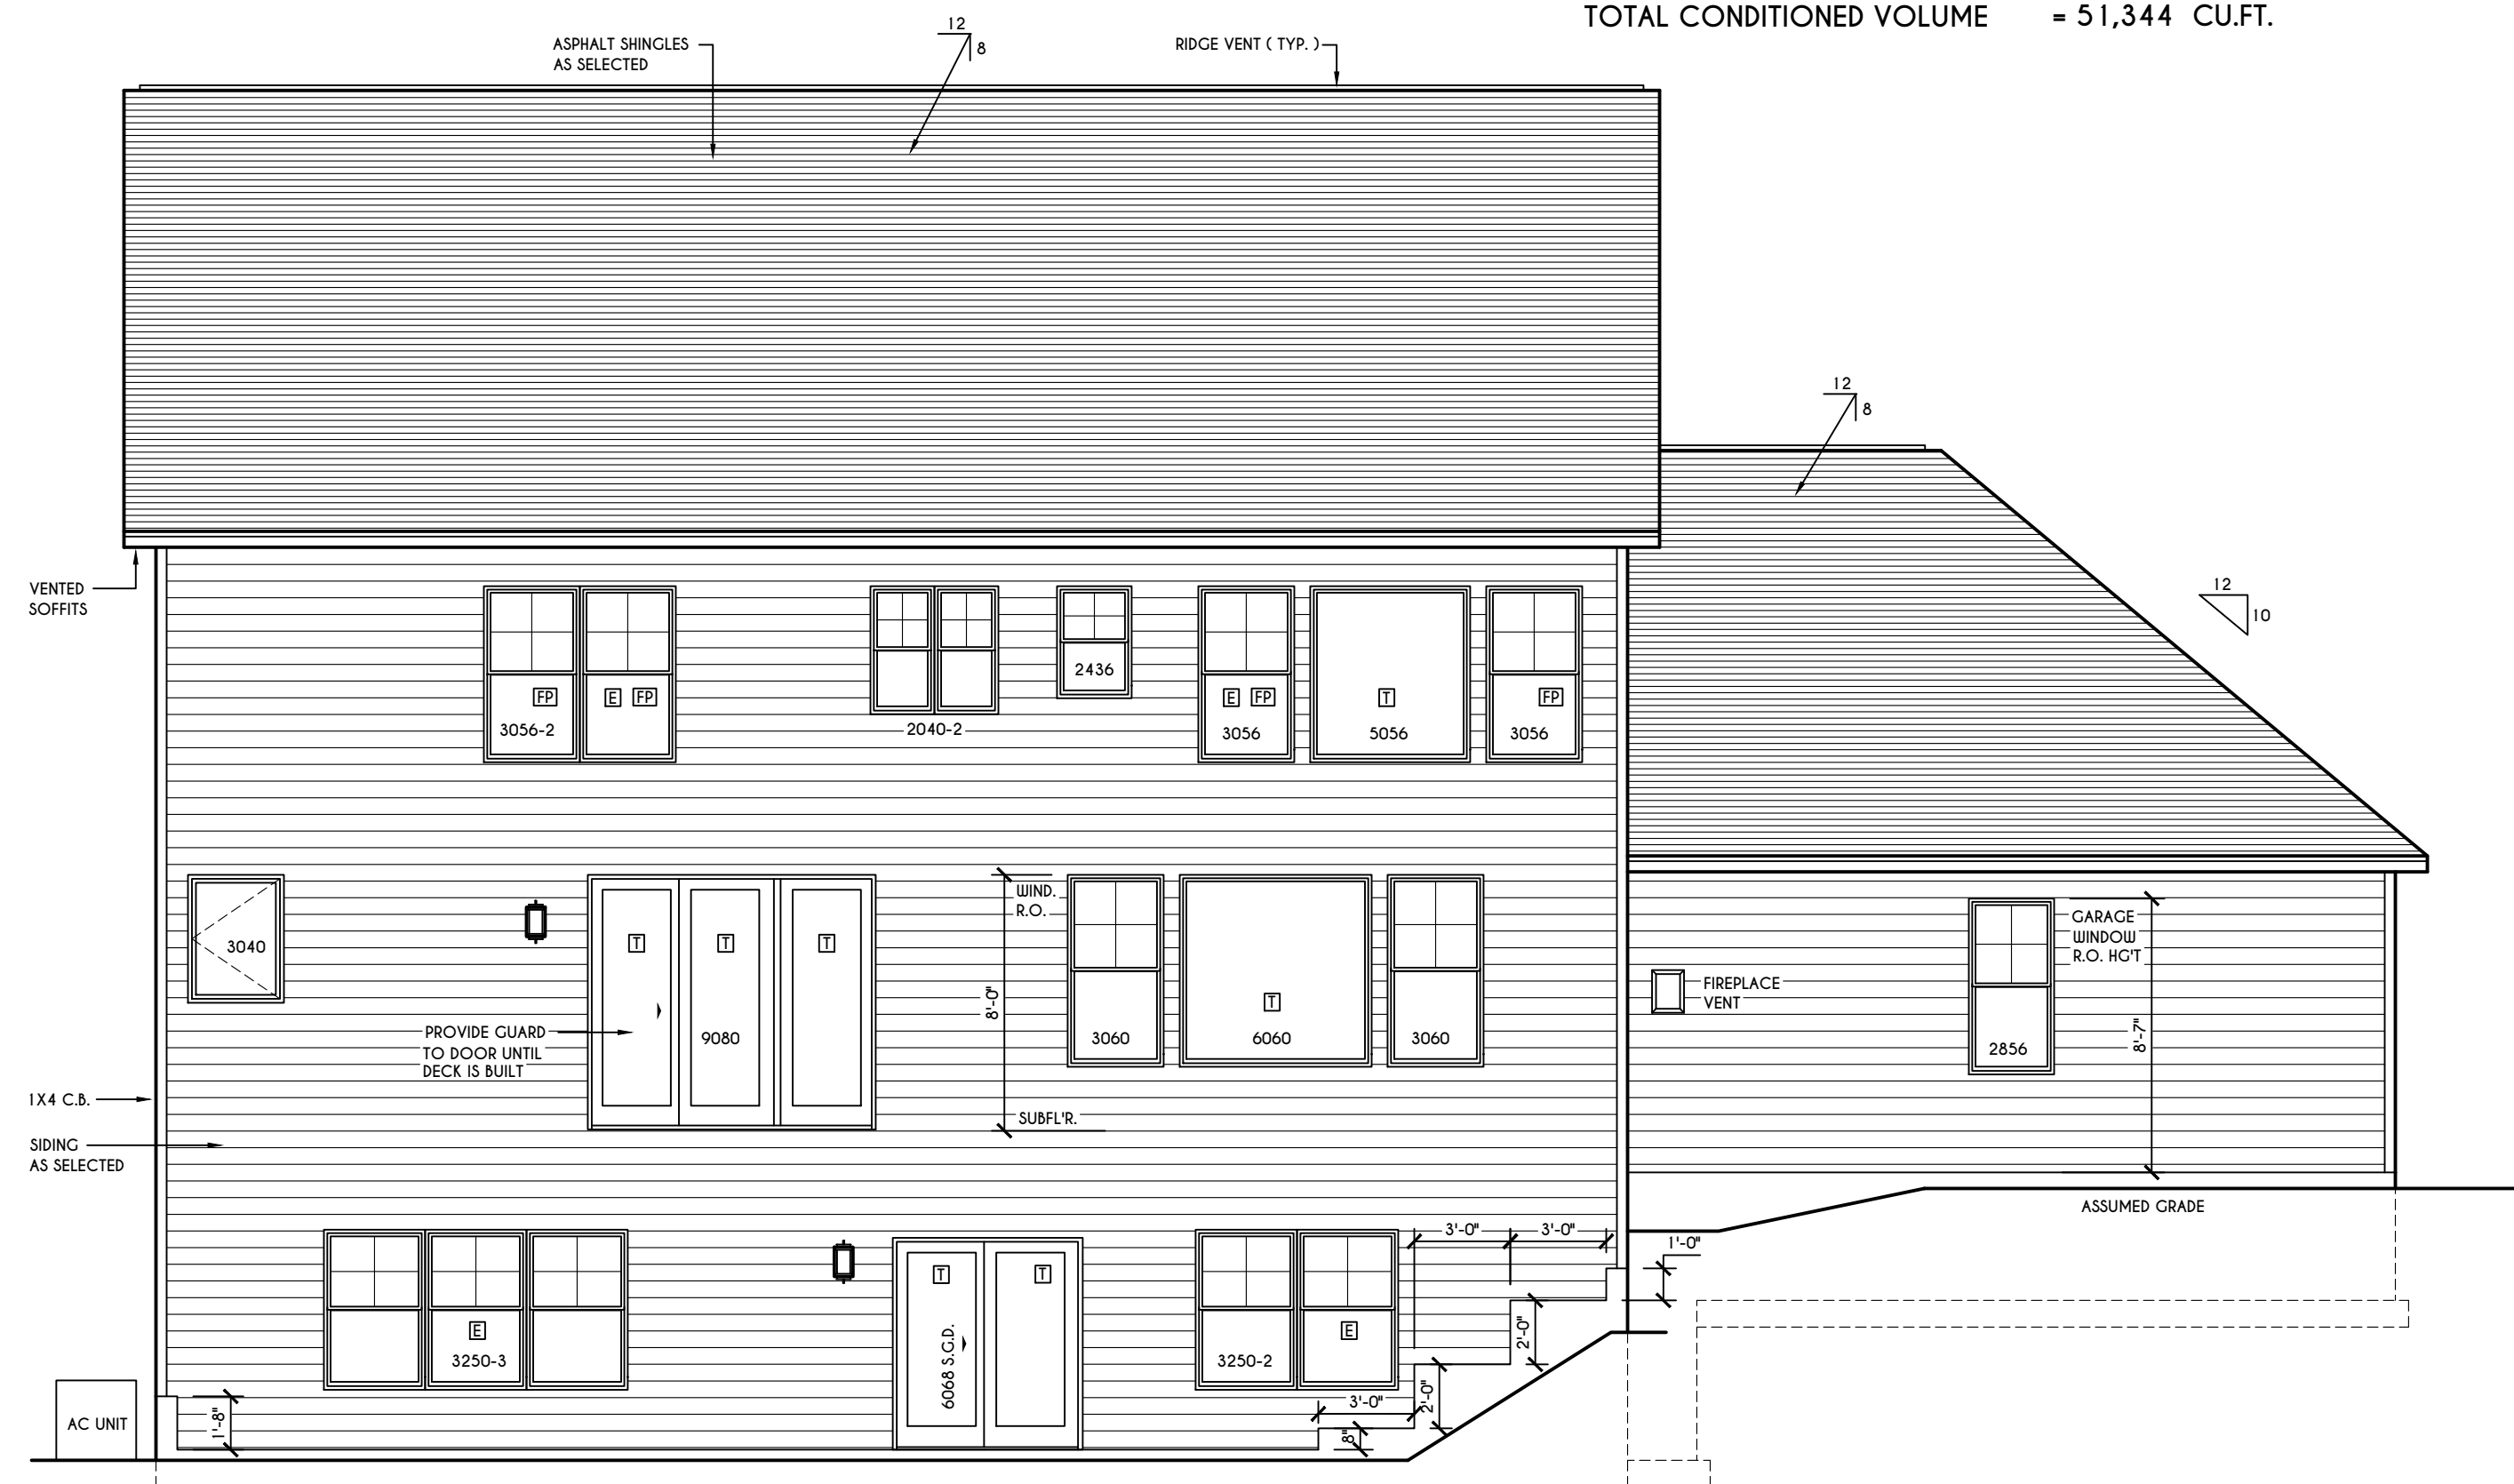 TOTAL CONDITIONED VOLUME = 51,344 CU.FT.
12
8
ASPHALT SHINGLES
AS SELECTED
RIDGE VENT ( TYP. )
12
8
VENTED
SOFFITS
12
10
FP
3056-2
E FP
2040-2
2436
E FP
3056
T
5056
FP
3056
3040
T T T
9080
PROVIDE GUARD
TO DOOR UNTIL
DECK IS BUILT
WIND.
R.O.
8'-0"
SUBFL'R.
3060
T
6060
3060
FIREPLACE
VENT
GARAGE
WINDOW
R.O. HG'T
8'-7"
2856
1X4 C.B.
SIDING
AS SELECTED
ASSUMED GRADE
E
3250-3
T T
6068 S.G.D.
3250-2
E
3'-0" 3'-0"
1'-0"
2'-0"
2'-0"
3'-0"
8"
1'-8"
AC UNIT